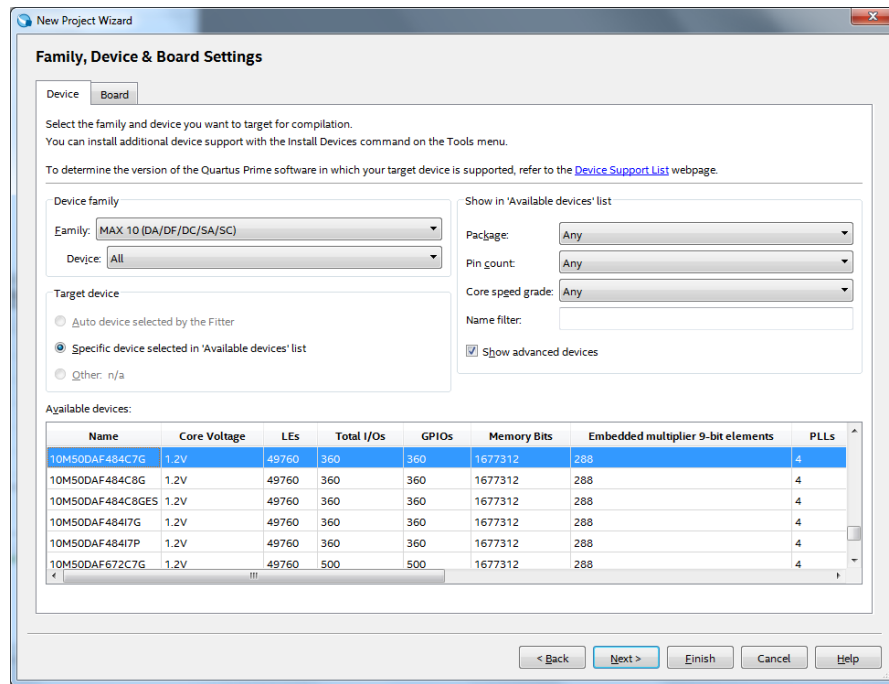 New Project Wizard
Family, Device & Board Settings
Device Board
Select the family and device you want to target for compilation.
You can install additional device support with the Install Devices command on the Tools menu.
To determine the version of the Quartus Prime software in which your target device is supported, refer to the Device Support List webpage.
Device family
Family: MAX 10 (DA/DF/DC/SA/SC)
Device: All
Show in 'Available devices' list
Package: Any
Pin count: Any
Core speed grade: Any
Name filter:
Show advanced devices
Target device
Auto device selected by the Fitter
Specific device selected in 'Available devices' list
Other: n/a
Available devices:
Name Core Voltage LEs Total I/Os GPIOs Memory Bits Embedded multiplier 9-bit elements PLLs
10M50DAF484C7G 1.2V 49760 360 360 1677312 288 4
10M50DAF484C8G 1.2V 49760 360 360 1677312 288 4
10M50DAF484C8GES 1.2V 49760 360 360 1677312 288 4
10M50DAF484I7G 1.2V 49760 360 360 1677312 288 4
10M50DAF484I7P 1.2V 49760 360 360 1677312 288 4
10M50DAF672C7G 1.2V 49760 500 500 1677312 288 4
< Back Next > Finish Cancel Help